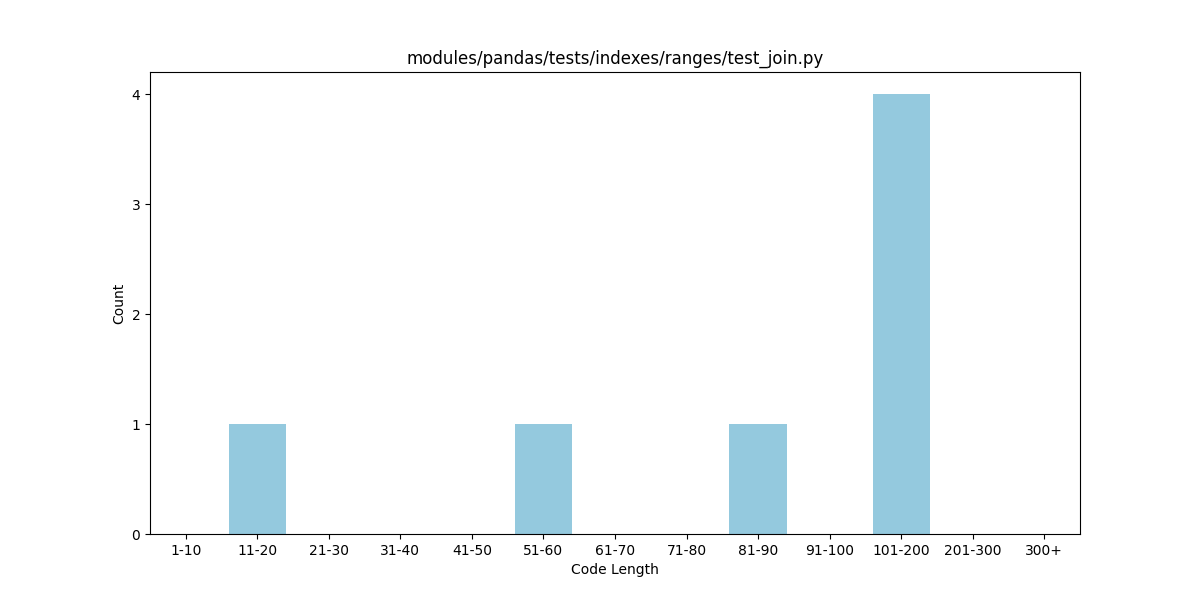 modules/pandas/tests/indexes/ranges/test_join.py
4
3
2
1
0
Count
1-10 11-20 21-30 31-40 41-50 51-60 61-70 71-80 81-90 91-100 101-200 201-300 300+
Code Length